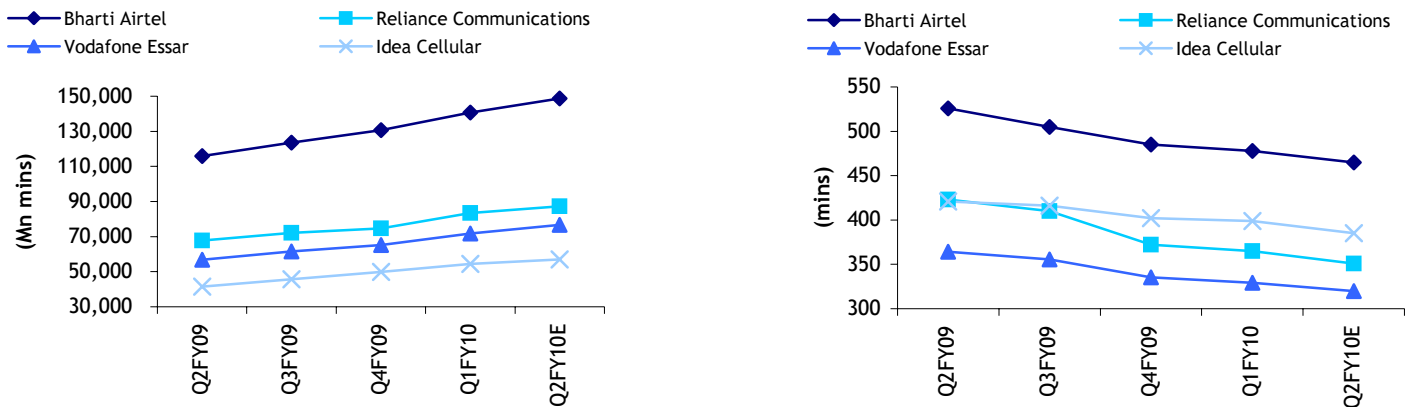 Bharti Airtel Reliance Communications
Vodafone Essar Idea Cellular
150,000
130,000
110,000
90,000
70,000
50,000
30,000
(Mn mins)
Q2FY09 Q3FY09 Q4FY09 Q1FY10 Q2FY10E
Bharti Airtel Reliance Communications
Vodafone Essar Idea Cellular
550
500
450
400
350
300
(mins)
Q2FY09 Q3FY09 Q4FY09 Q1FY10 Q2FY10E